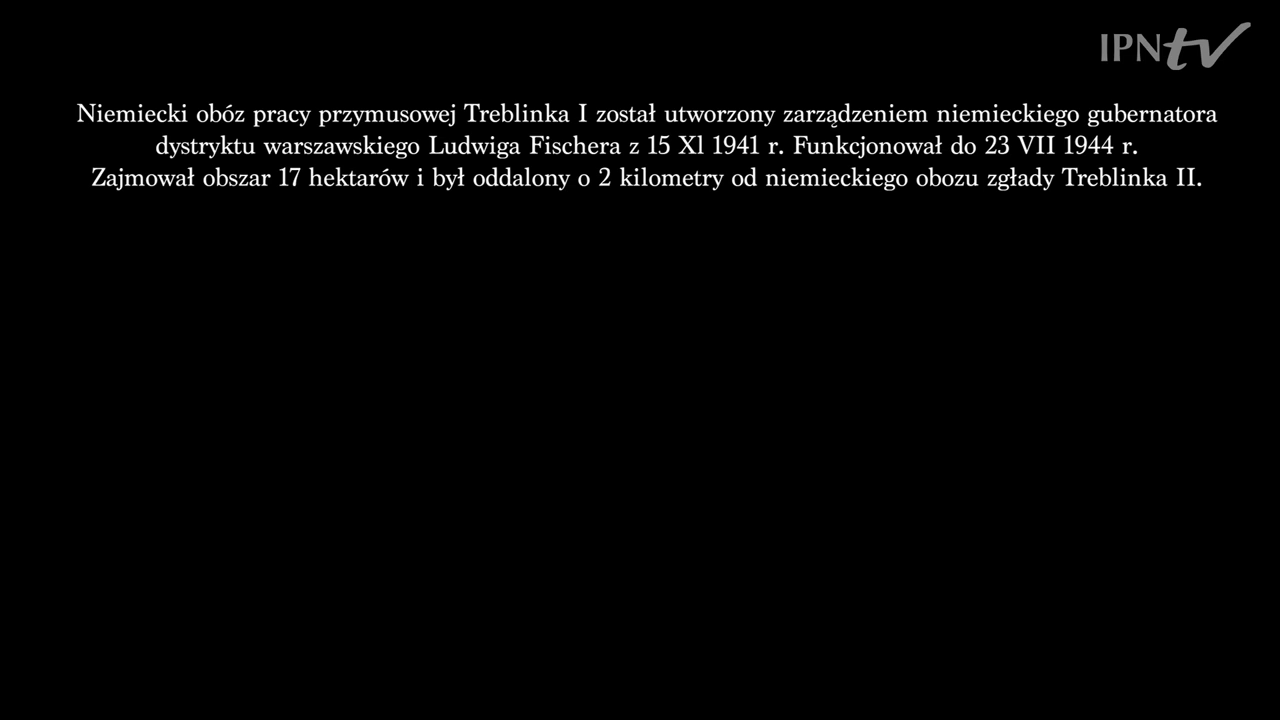 IPNtv
Niemiecki obóz pracy przymusowej Treblinka I został utworzony zarządzeniem niemieckiego gubernatora
dystryktu warszawskiego Ludwiga Fischera z 15 Xl 1941 r. Funkcjonował do 23 VII 1944 r.
Zajmował obszar 17 hektarów i był oddalony o 2 kilometry od niemieckiego obozu zgłady Treblinka II.